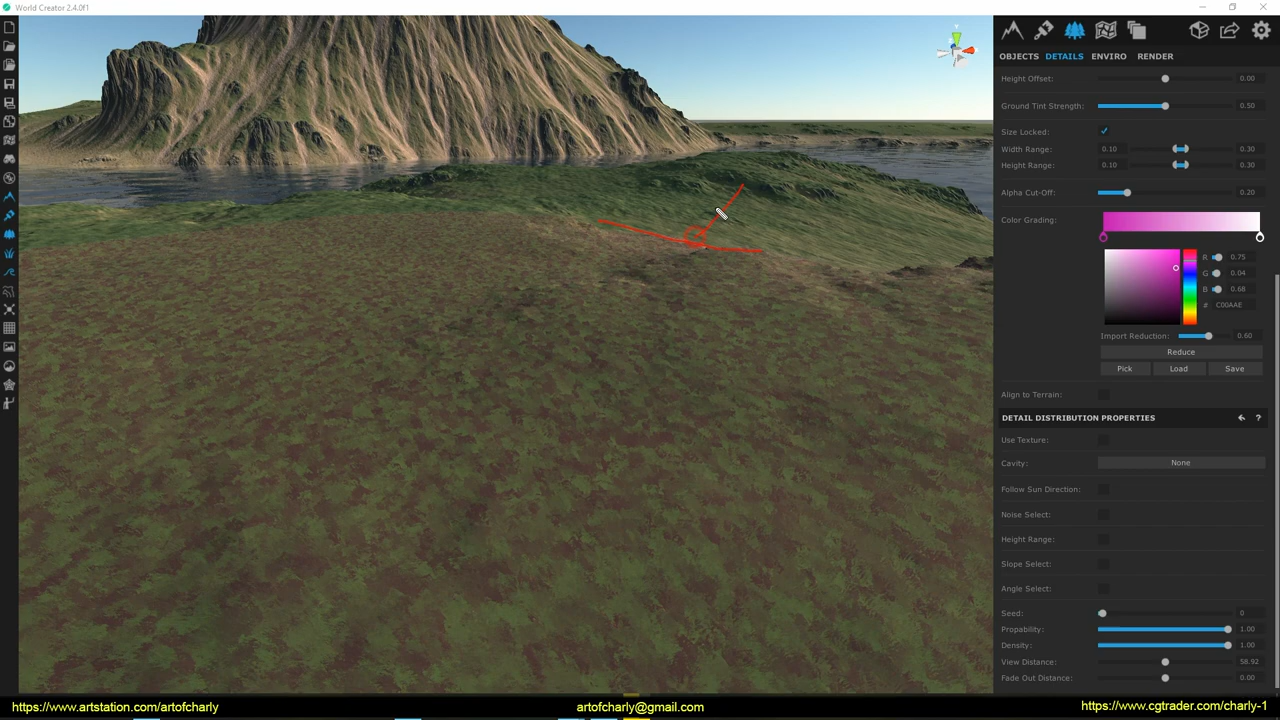 World Creator 2.4.0f1
OBJECTS DETAILS ENVIRO RENDER
Height Offset: 0.00
Ground Tint Strength: 0.50
Size Locked:
Width Range: 0.10 0.30
Height Range: 0.10 0.30
Alpha Cut-Off: 0.20
Color Grading:
R 0.75
G 0.04
B 0.68
# C00AAE
Import Reduction: 0.60
Reduce
Pick Load Save
Align to Terrain:
DETAIL DISTRIBUTION PROPERTIES ?
Use Texture:
Cavity: None
Follow Sun Direction:
Noise Select:
Height Range:
Slope Select:
Angle Select:
Seed: 0
Propability: 1.00
Density: 1.00
View Distance: 58.92
Fade Out Distance: 0.00
https://www.artstation.com/artofcharly artofcharly@gmail.com https://www.cgtrader.com/charly-1